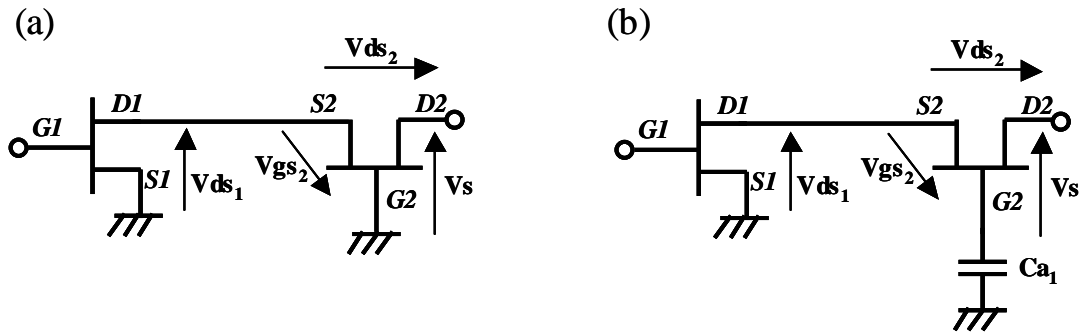 (a)
Vds2
D1
S2
D2
G1
S1
Vds1
Vgs2
G2
Vs
(b)
Vds2
D1
S2
D2
G1
S1
Vds1
Vgs2
G2
Vs
Ca1